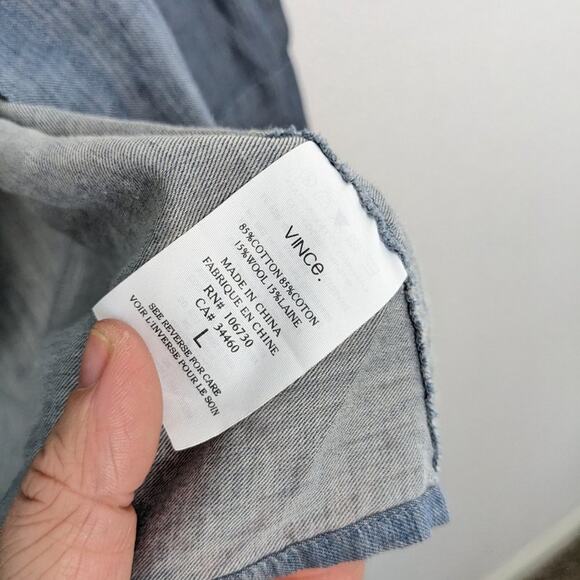 VINCe.
85%COTTON 85%COTON
15%WOOL 15%LAINE
MADE IN CHINA
FABRIQUE EN CHINE
RN# 106730
CA# 34460
L
SEE REVERSE FOR CARE
VOIR L'INVERSE POUR LE SOIN